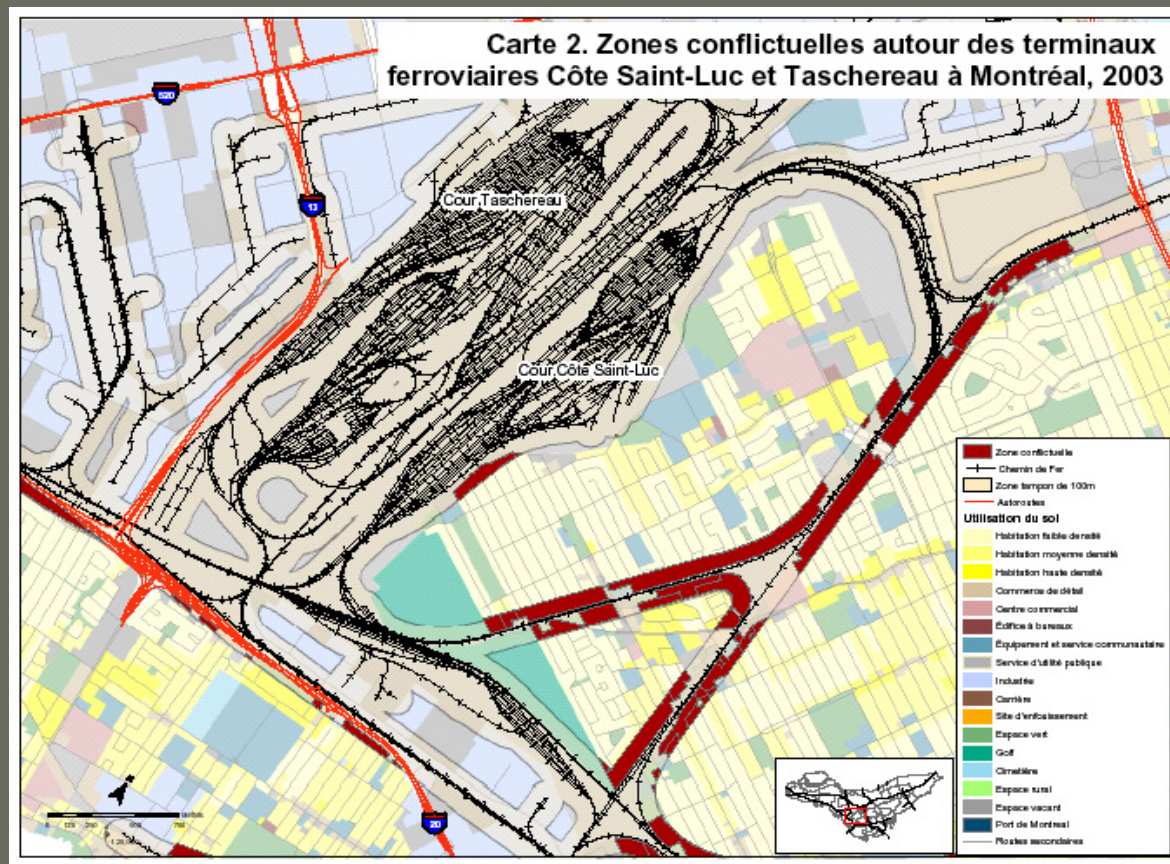 Carte 2. Zones conflictuelles autour des terminaux
ferroviaires Côte Saint-Luc et Taschereau à Montréal, 2003
520
13
Cour Taschereau
Cour Côte Saint-Luc
20
Zone conflictuelle
Chemin de Fer
Zone tampon de 100m
Autoroutes
Utilisation du sol
Habitation faible densité
Habitation moyenne densité
Habitation haute densité
Commerce de détail
Centre commercial
Édifice à bureaux
Équipement et service communautaire
Service d'utilité publique
Industrie
Carrière
Site d'enfouissement
Espace vert
Golf
Cimetière
Espace rural
Espace vacant
Port de Montreal
Routes secondaires